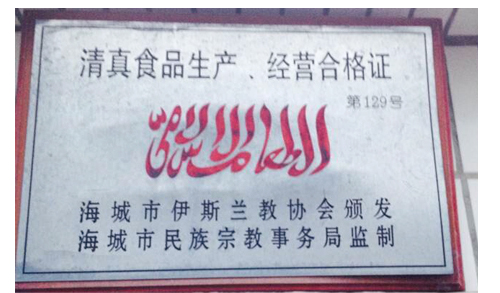 清真食品生产、经营合格证
第129号
الطعام الإسلامي
海城市伊斯兰教协会颁发
海城市民族宗教事务局监制